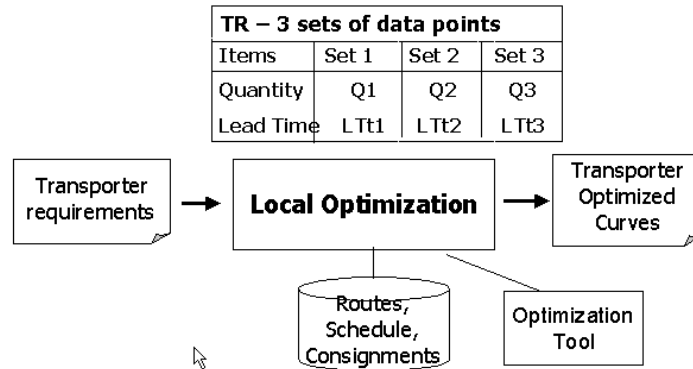 TR – 3 sets of data points
Items Set 1 Set 2 Set 3
Quantity Q1 Q2 Q3
Lead Time LTt1 LTt2 LTt3
Transporter
requirements
Local Optimization
Transporter
Optimized
Curves
Routes,
Schedule,
Consignments
Optimization
Tool